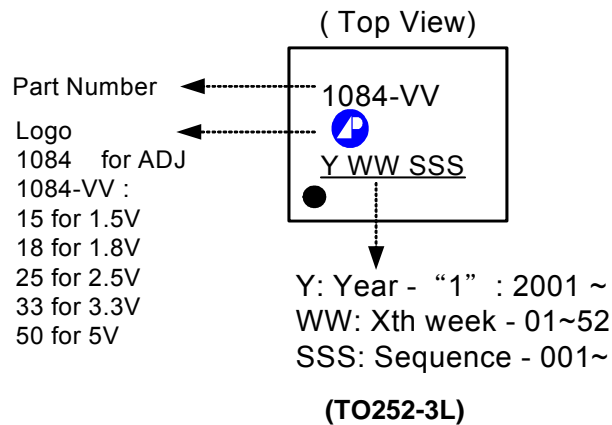 ( Top View)
Part Number
1084-VV
Logo
1084 for ADJ
1084-VV :
15 for 1.5V
18 for 1.8V
25 for 2.5V
33 for 3.3V
50 for 5V
Y WW SSS
Y: Year - “1” : 2001 ~
WW: Xth week - 01~52
SSS: Sequence - 001~
(TO252-3L)